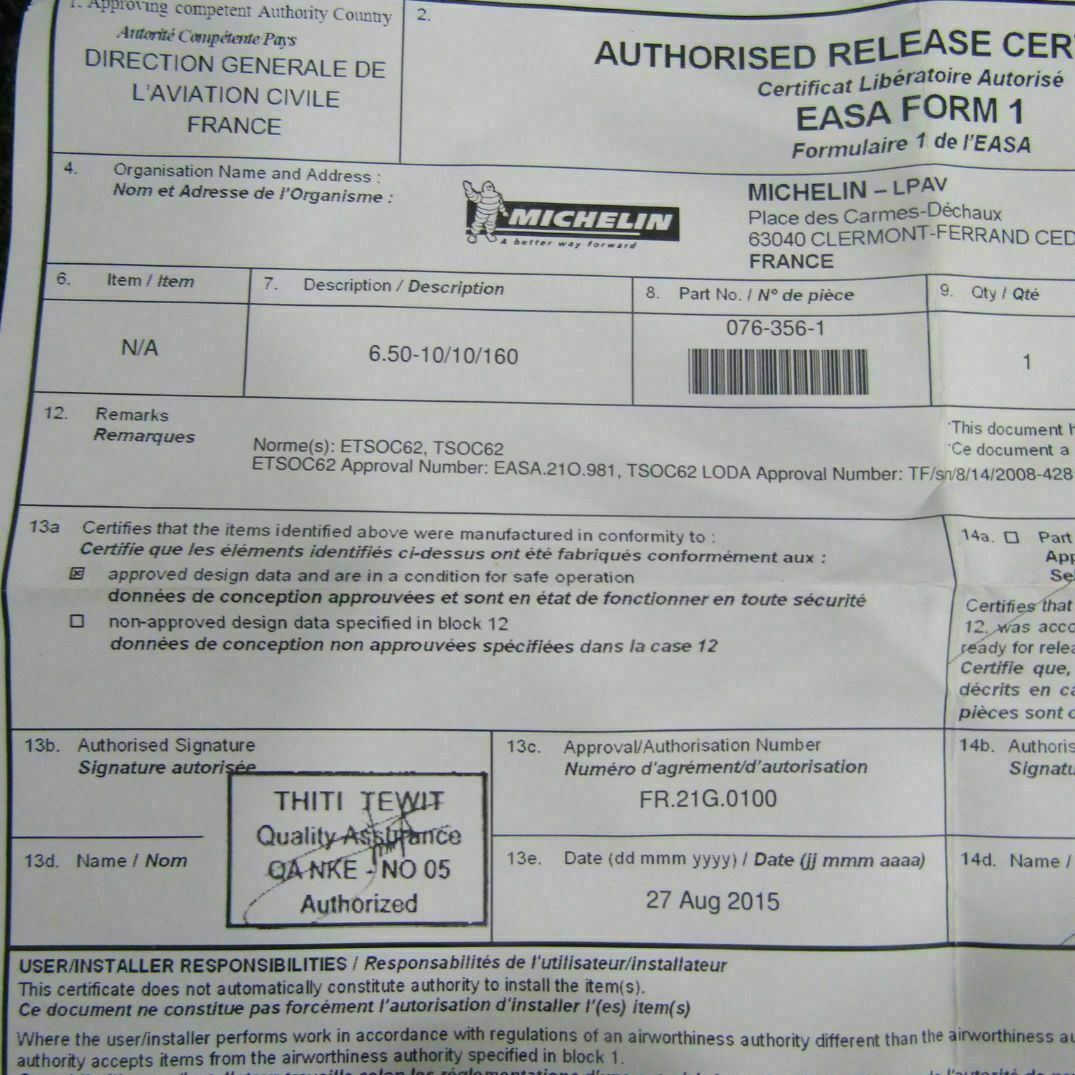 1. Approving competent Authority Country
Autorité Compétente Pays
DIRECTION GENERALE DE
L'AVIATION CIVILE
FRANCE
2.
AUTHORISED RELEASE CER
Certificat Libératoire Autorisé
EASA FORM 1
Formulaire 1 de l'EASA
4. Organisation Name and Address :
Nom et Adresse de l'Organisme :
MICHELIN
A better way forward
MICHELIN – LPAV
Place des Carmes-Déchaux
63040 CLERMONT-FERRAND CED
FRANCE
6. Item / Item
7. Description / Description
8. Part No. / N° de pièce
9. Qty / Qté
N/A
6.50-10/10/160
076-356-1
1
12. Remarks
Remarques
Norme(s): ETSOC62, TSOC62
ETSOC62 Approval Number: EASA.21O.981, TSOC62 LODA Approval Number: TF/sn/8/14/2008-428
*This document h
*Ce document a
13a Certifies that the items identified above were manufactured in conformity to :
Certifie que les éléments identifiés ci-dessus ont été fabriqués conformément aux :
☒ approved design data and are in a condition for safe operation
données de conception approuvées et sont en état de fonctionner en toute sécurité
☐ non-approved design data specified in block 12
données de conception non approuvées spécifiées dans la case 12
14a. ☐ Part
App
Se
Certifies that
12, was acco
ready for relea
Certifie que,
décrits en ca
pièces sont c
13b. Authorised Signature
Signature autorisée
THITI TEWIT
Quality Assurance
QA NKE - NO 05
Authorized
13c. Approval/Authorisation Number
Numéro d'agrément/d'autorisation
FR.21G.0100
14b. Authoris
Signatu
13d. Name / Nom
13e. Date (dd mmm yyyy) / Date (jj mmm aaaa)
27 Aug 2015
14d. Name /
USER/INSTALLER RESPONSIBILITIES / Responsabilités de l'utilisateur/installateur
This certificate does not automatically constitute authority to install the item(s).
Ce document ne constitue pas forcément l'autorisation d'installer l'(es) item(s)
Where the user/installer performs work in accordance with regulations of an airworthiness authority different than the airworthiness au
authority accepts items from the airworthiness authority specified in block 1.